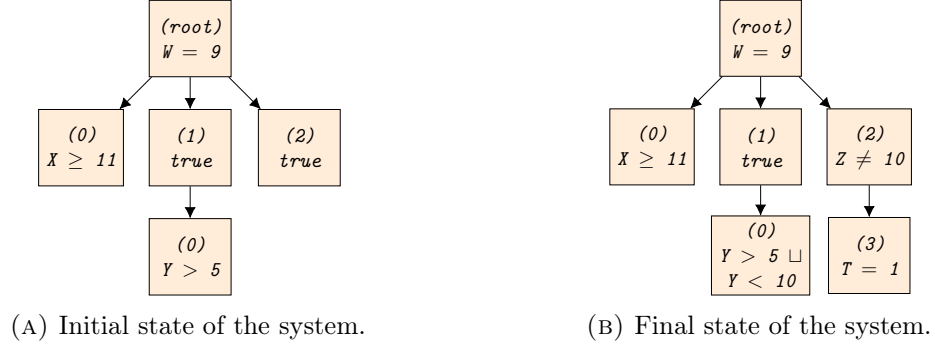 (root)
W = 9
(0)
X ≥ 11
(1)
true
(2)
true
(0)
Y > 5
(A) Initial state of the system.
(root)
W = 9
(0)
X ≥ 11
(1)
true
(2)
Z ≠ 10
(0)
Y > 5 ⊔
Y < 10
(3)
T = 1
(B) Final state of the system.